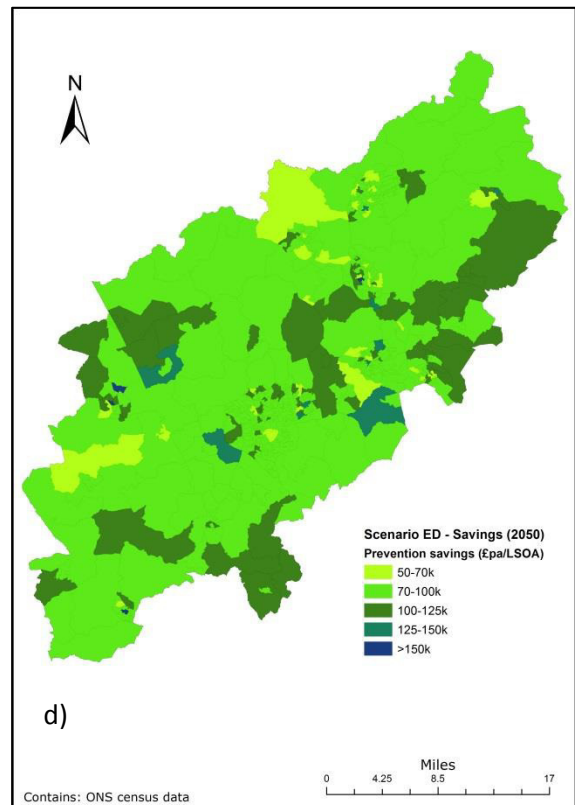 N
Scenario ED - Savings (2050)
Prevention savings (£pa/LSOA)
50-70k
70-100k
100-125k
125-150k
>150k
d)
Miles
0 4.25 8.5 17
Contains: ONS census data